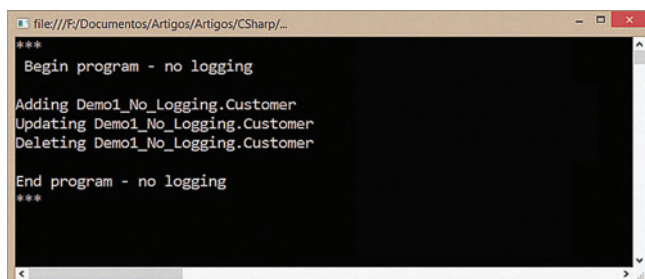 file:///F:/Documentos/Artigos/Artigos/CSharp/...
***
Begin program - no logging
Adding Demo1_No_Logging.Customer
Updating Demo1_No_Logging.Customer
Deleting Demo1_No_Logging.Customer
End program - no logging
***